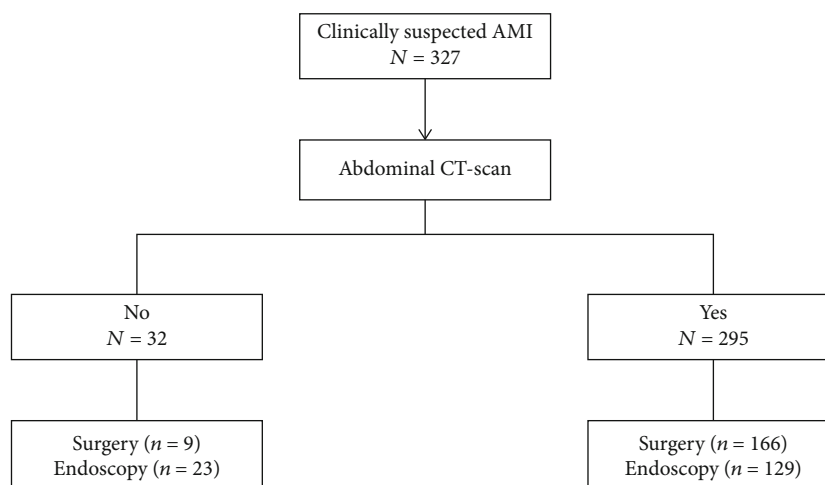 Clinically suspected AMI
N = 327
Abdominal CT-scan
No
N = 32
Yes
N = 295
Surgery (n = 9)
Endoscopy (n = 23)
Surgery (n = 166)
Endoscopy (n = 129)